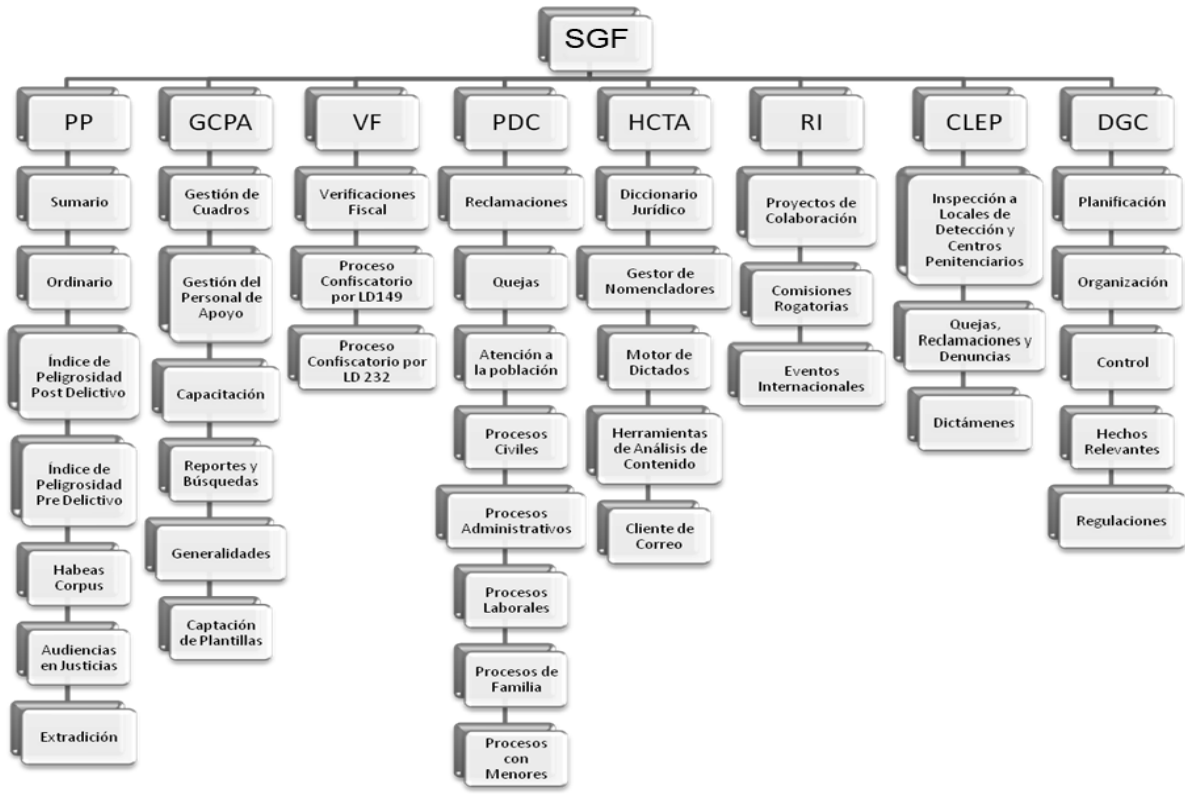 SGF
PP
Sumario
Ordinario
Índice de
Peligrosidad
Post Delictivo
Índice de
Peligrosidad
Pre Delictivo
Habeas
Corpus
Audiencias
en Justicias
Extradición
GCPA
Gestión de
Cuadros
Gestión del
Personal de
Apoyo
Capacitación
Reportes y
Búsquedas
Generalidades
Captación
de Plantillas
VF
Verificaciones
Fiscal
Proceso
Confiscatorio
por LD149
Proceso
Confiscatorio por
LD 232
PDC
Reclamaciones
Quejas
Atención a
la población
Procesos
Civiles
Procesos
Administrativos
Procesos
Laborales
Procesos de
Familia
Procesos
con
Menores
HCTA
Diccionario
Jurídico
Gestor de
Nomencladores
Motor de
Dictados
Herramientas
de Análisis de
Contenido
Cliente de
Correo
RI
Proyectos de
Colaboración
Comisiones
Rogatorias
Eventos
Internacionales
CLEP
Inspección a
Locales de
Detección y
Centros
Penitenciarios
Quejas,
Reclamaciones y
Denuncias
Dictámenes
DGC
Planificación
Organización
Control
Hechos
Relevantes
Regulaciones